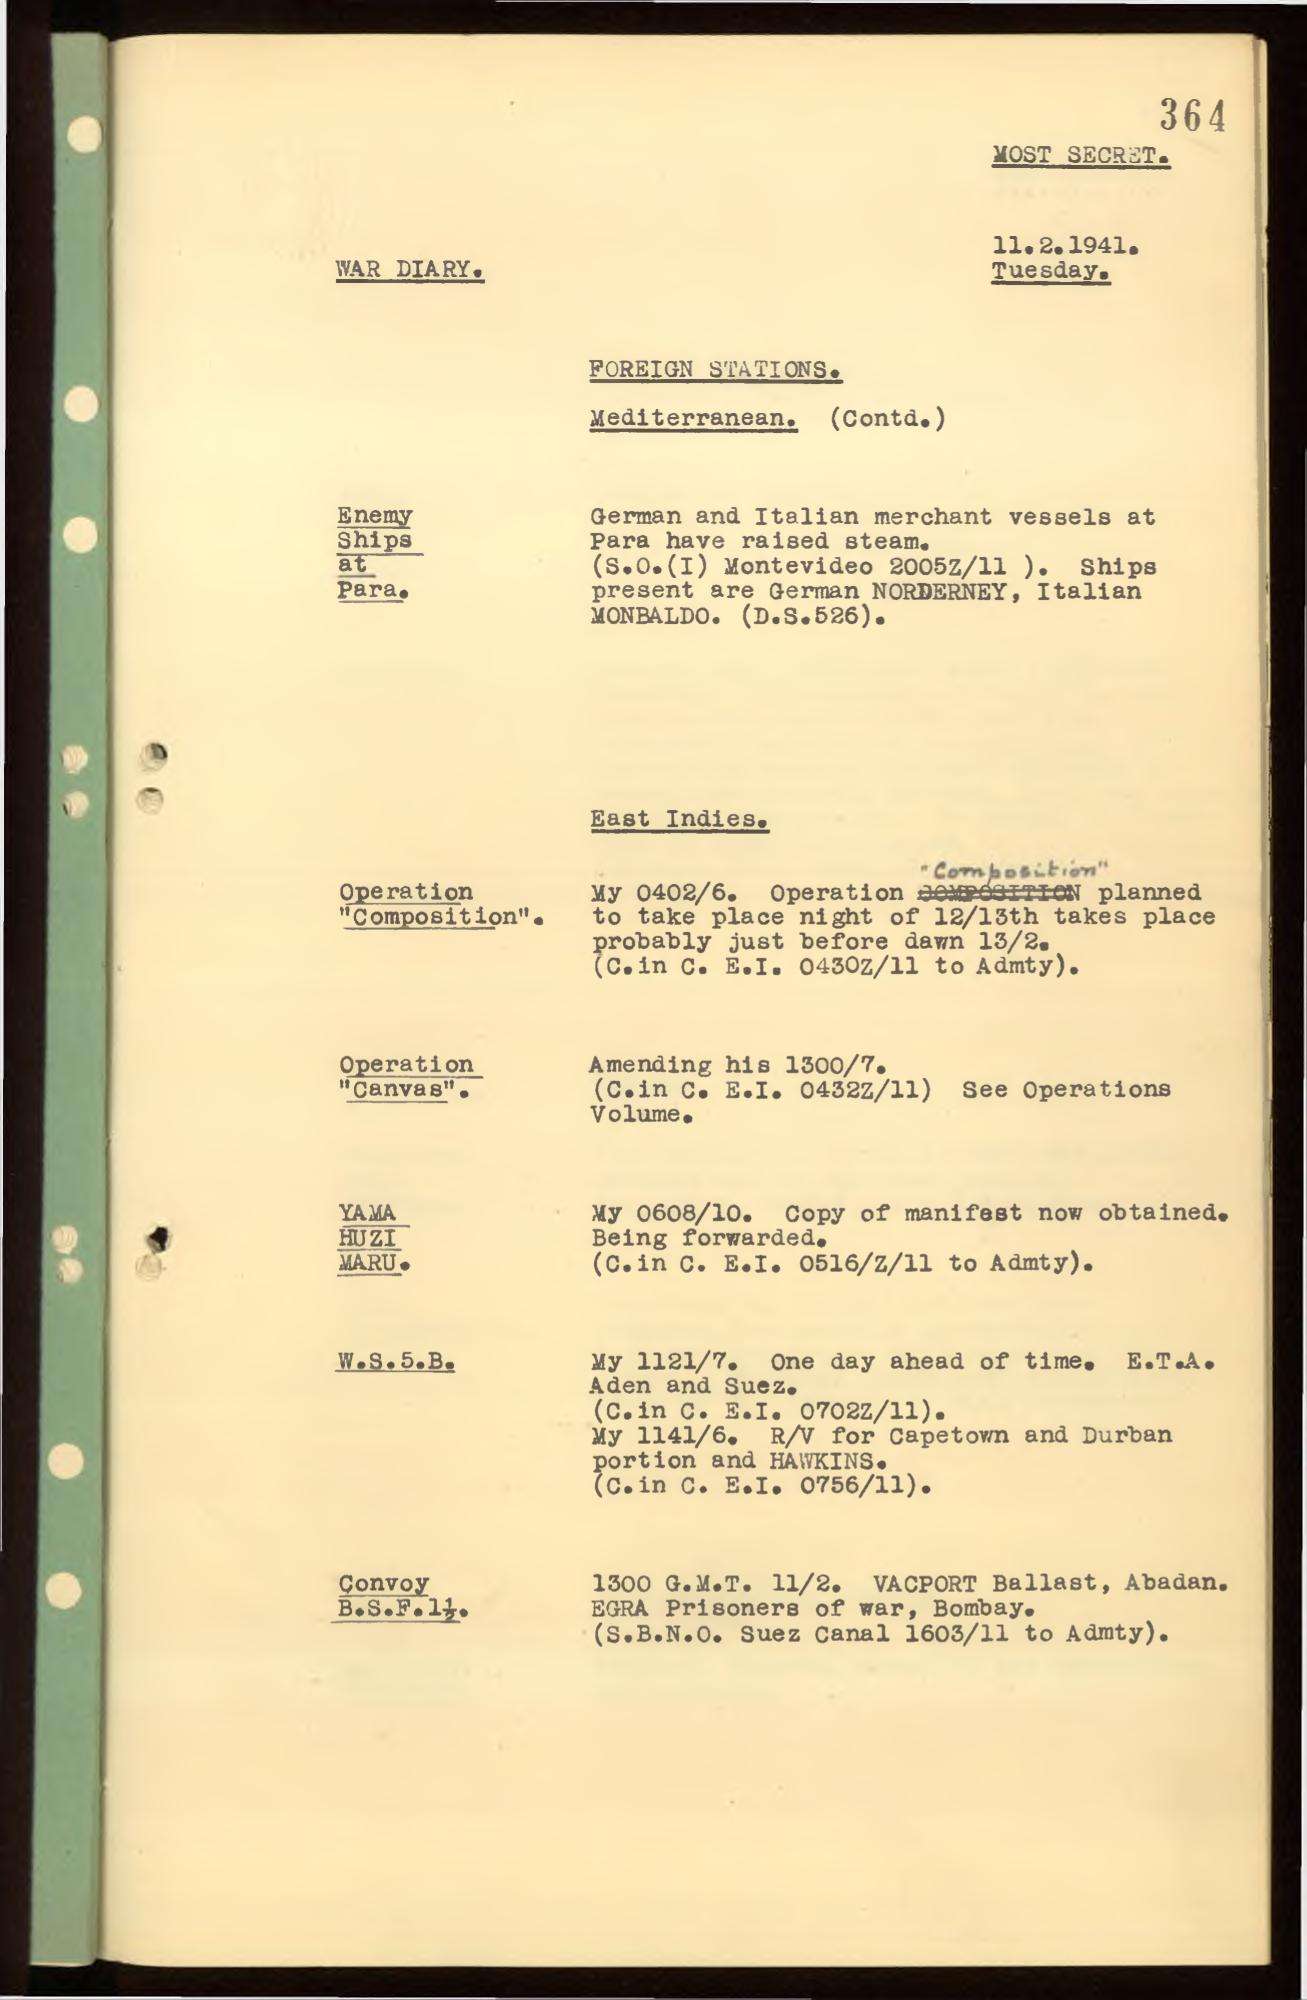 364
MOST SECRET.
11.2.1941.
WAR DIARY.
Tuesday.
FOREIGN STATIONS.
Mediterranean. (Contd.)
Enemy
Ships
at
Para.
German and Italian merchant vessels at
Para have raised steam.
(S.O.(I) Montevideo 2005Z/11 ). Ships
present are German NORDERNEY, Italian
MONBALDO. (D.S.526).
East Indies.
Operation
"Composition".
"Composition"
My 0402/6. Operation COMPOSITION planned
to take place night of 12/13th takes place
probably just before dawn 13/2.
(C.in C. E.I. 0430Z/11 to Admty).
Operation
"Canvas".
Amending his 1300/7.
(C.in C. E.I. 0432Z/11) See Operations
Volume.
YAMA
HUZI
MARU.
My 0608/10. Copy of manifest now obtained.
Being forwarded.
(C.in C. E.I. 0516/Z/11 to Admty).
W.S.5.B.
My 1121/7. One day ahead of time. E.T.A.
Aden and Suez.
(C.in C. E.I. 0702Z/11).
My 1141/6. R/V for Capetown and Durban
portion and HAWKINS.
(C.in C. E.I. 0756/11).
Convoy
B.S.F.1½.
1300 G.M.T. 11/2. VACPORT Ballast, Abadan.
EGRA Prisoners of war, Bombay.
(S.B.N.O. Suez Canal 1603/11 to Admty).